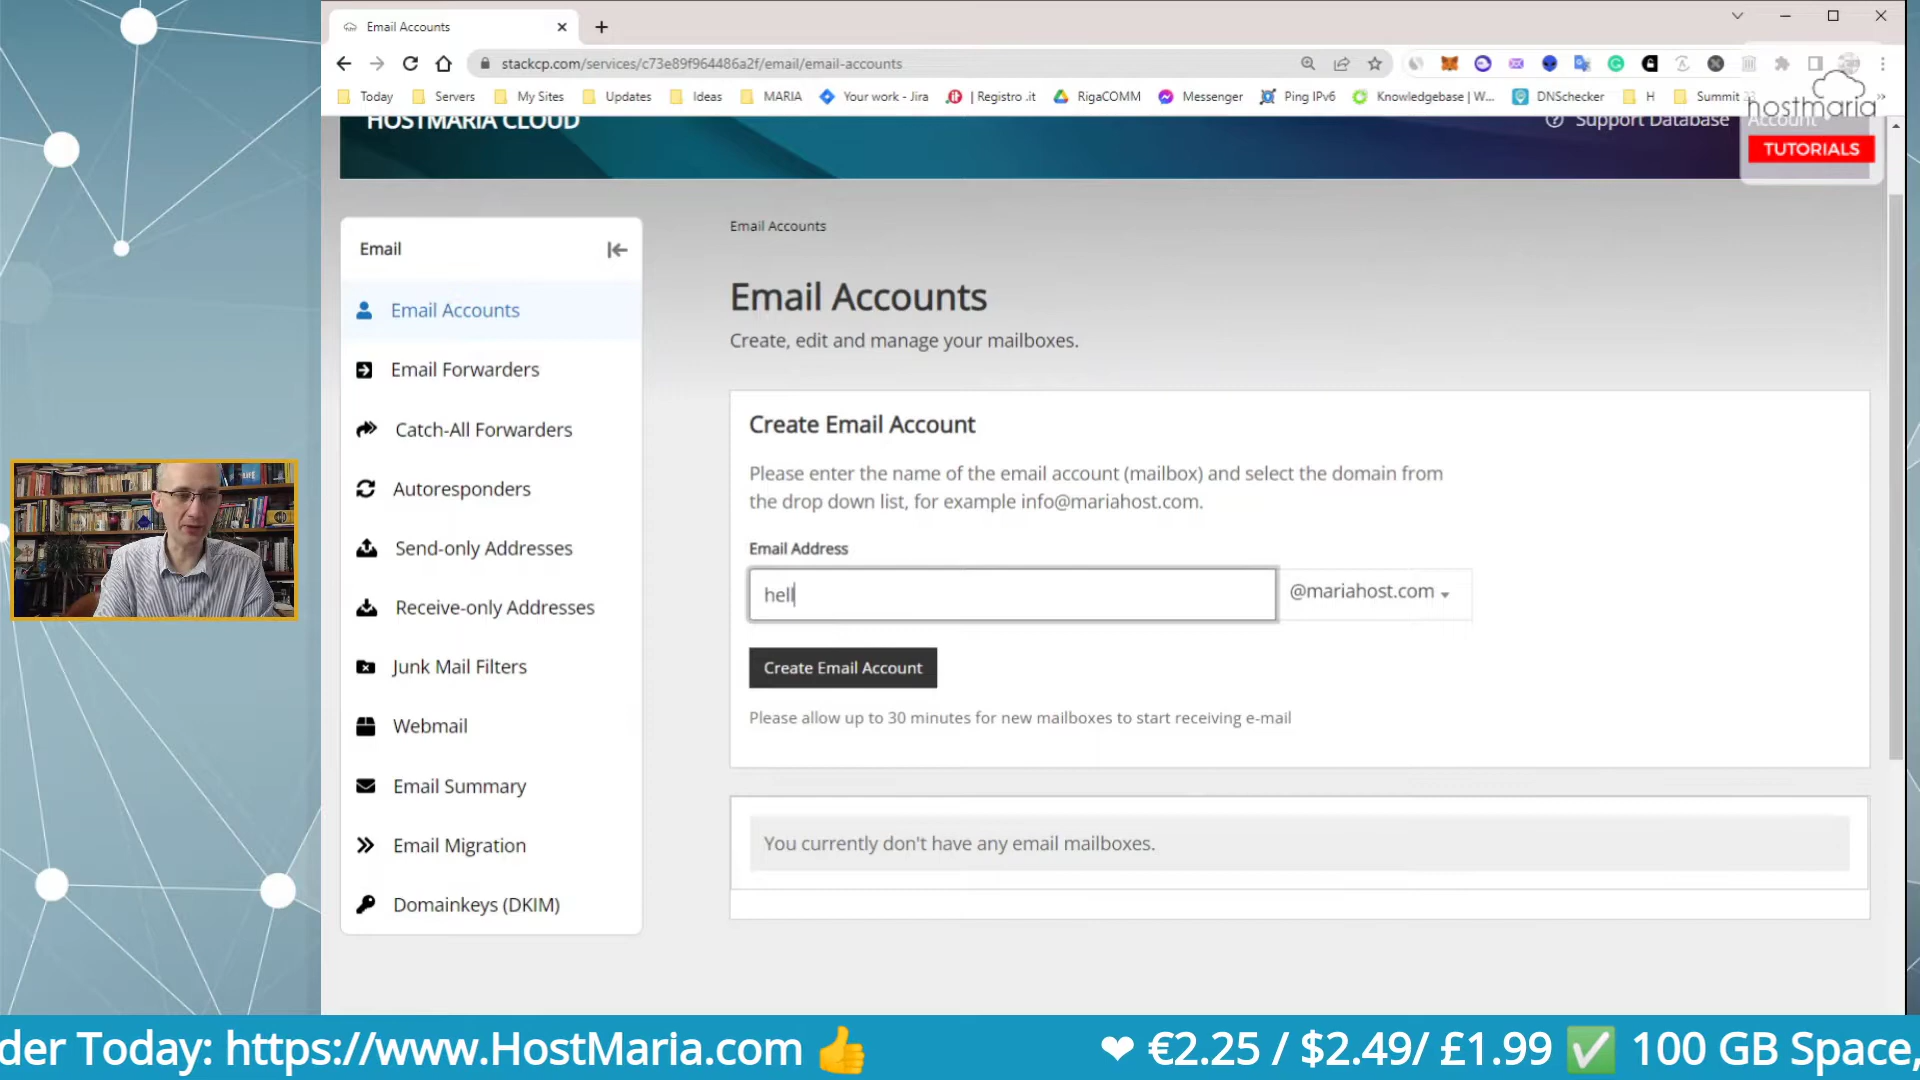 Email Accounts
stackcp.com/services/c73e89f964486a2f/email/email-accounts
Today Servers My Sites Updates Ideas MARIA Your work - Jira | Registro .it RigaCOMM Messenger Ping IPv6 Knowledgebase | W... DNSchecker H Summit
hostmaria
TUTORIALS
HOSTMARIA CLOUD
Support Database
Account
Email
Email Accounts
Email Forwarders
Catch-All Forwarders
Autoresponders
Send-only Addresses
Receive-only Addresses
Junk Mail Filters
Webmail
Email Summary
Email Migration
Domainkeys (DKIM)
Email Accounts
Email Accounts
Create, edit and manage your mailboxes.
Create Email Account
Please enter the name of the email account (mailbox) and select the domain from
the drop down list, for example info@mariahost.com.
Email Address
hell
@mariahost.com
Create Email Account
Please allow up to 30 minutes for new mailboxes to start receiving e-mail
You currently don't have any email mailboxes.
der Today: https://www.HostMaria.com 👍 ❤ €2.25 / $2.49/ £1.99 ✅ 100 GB Space,